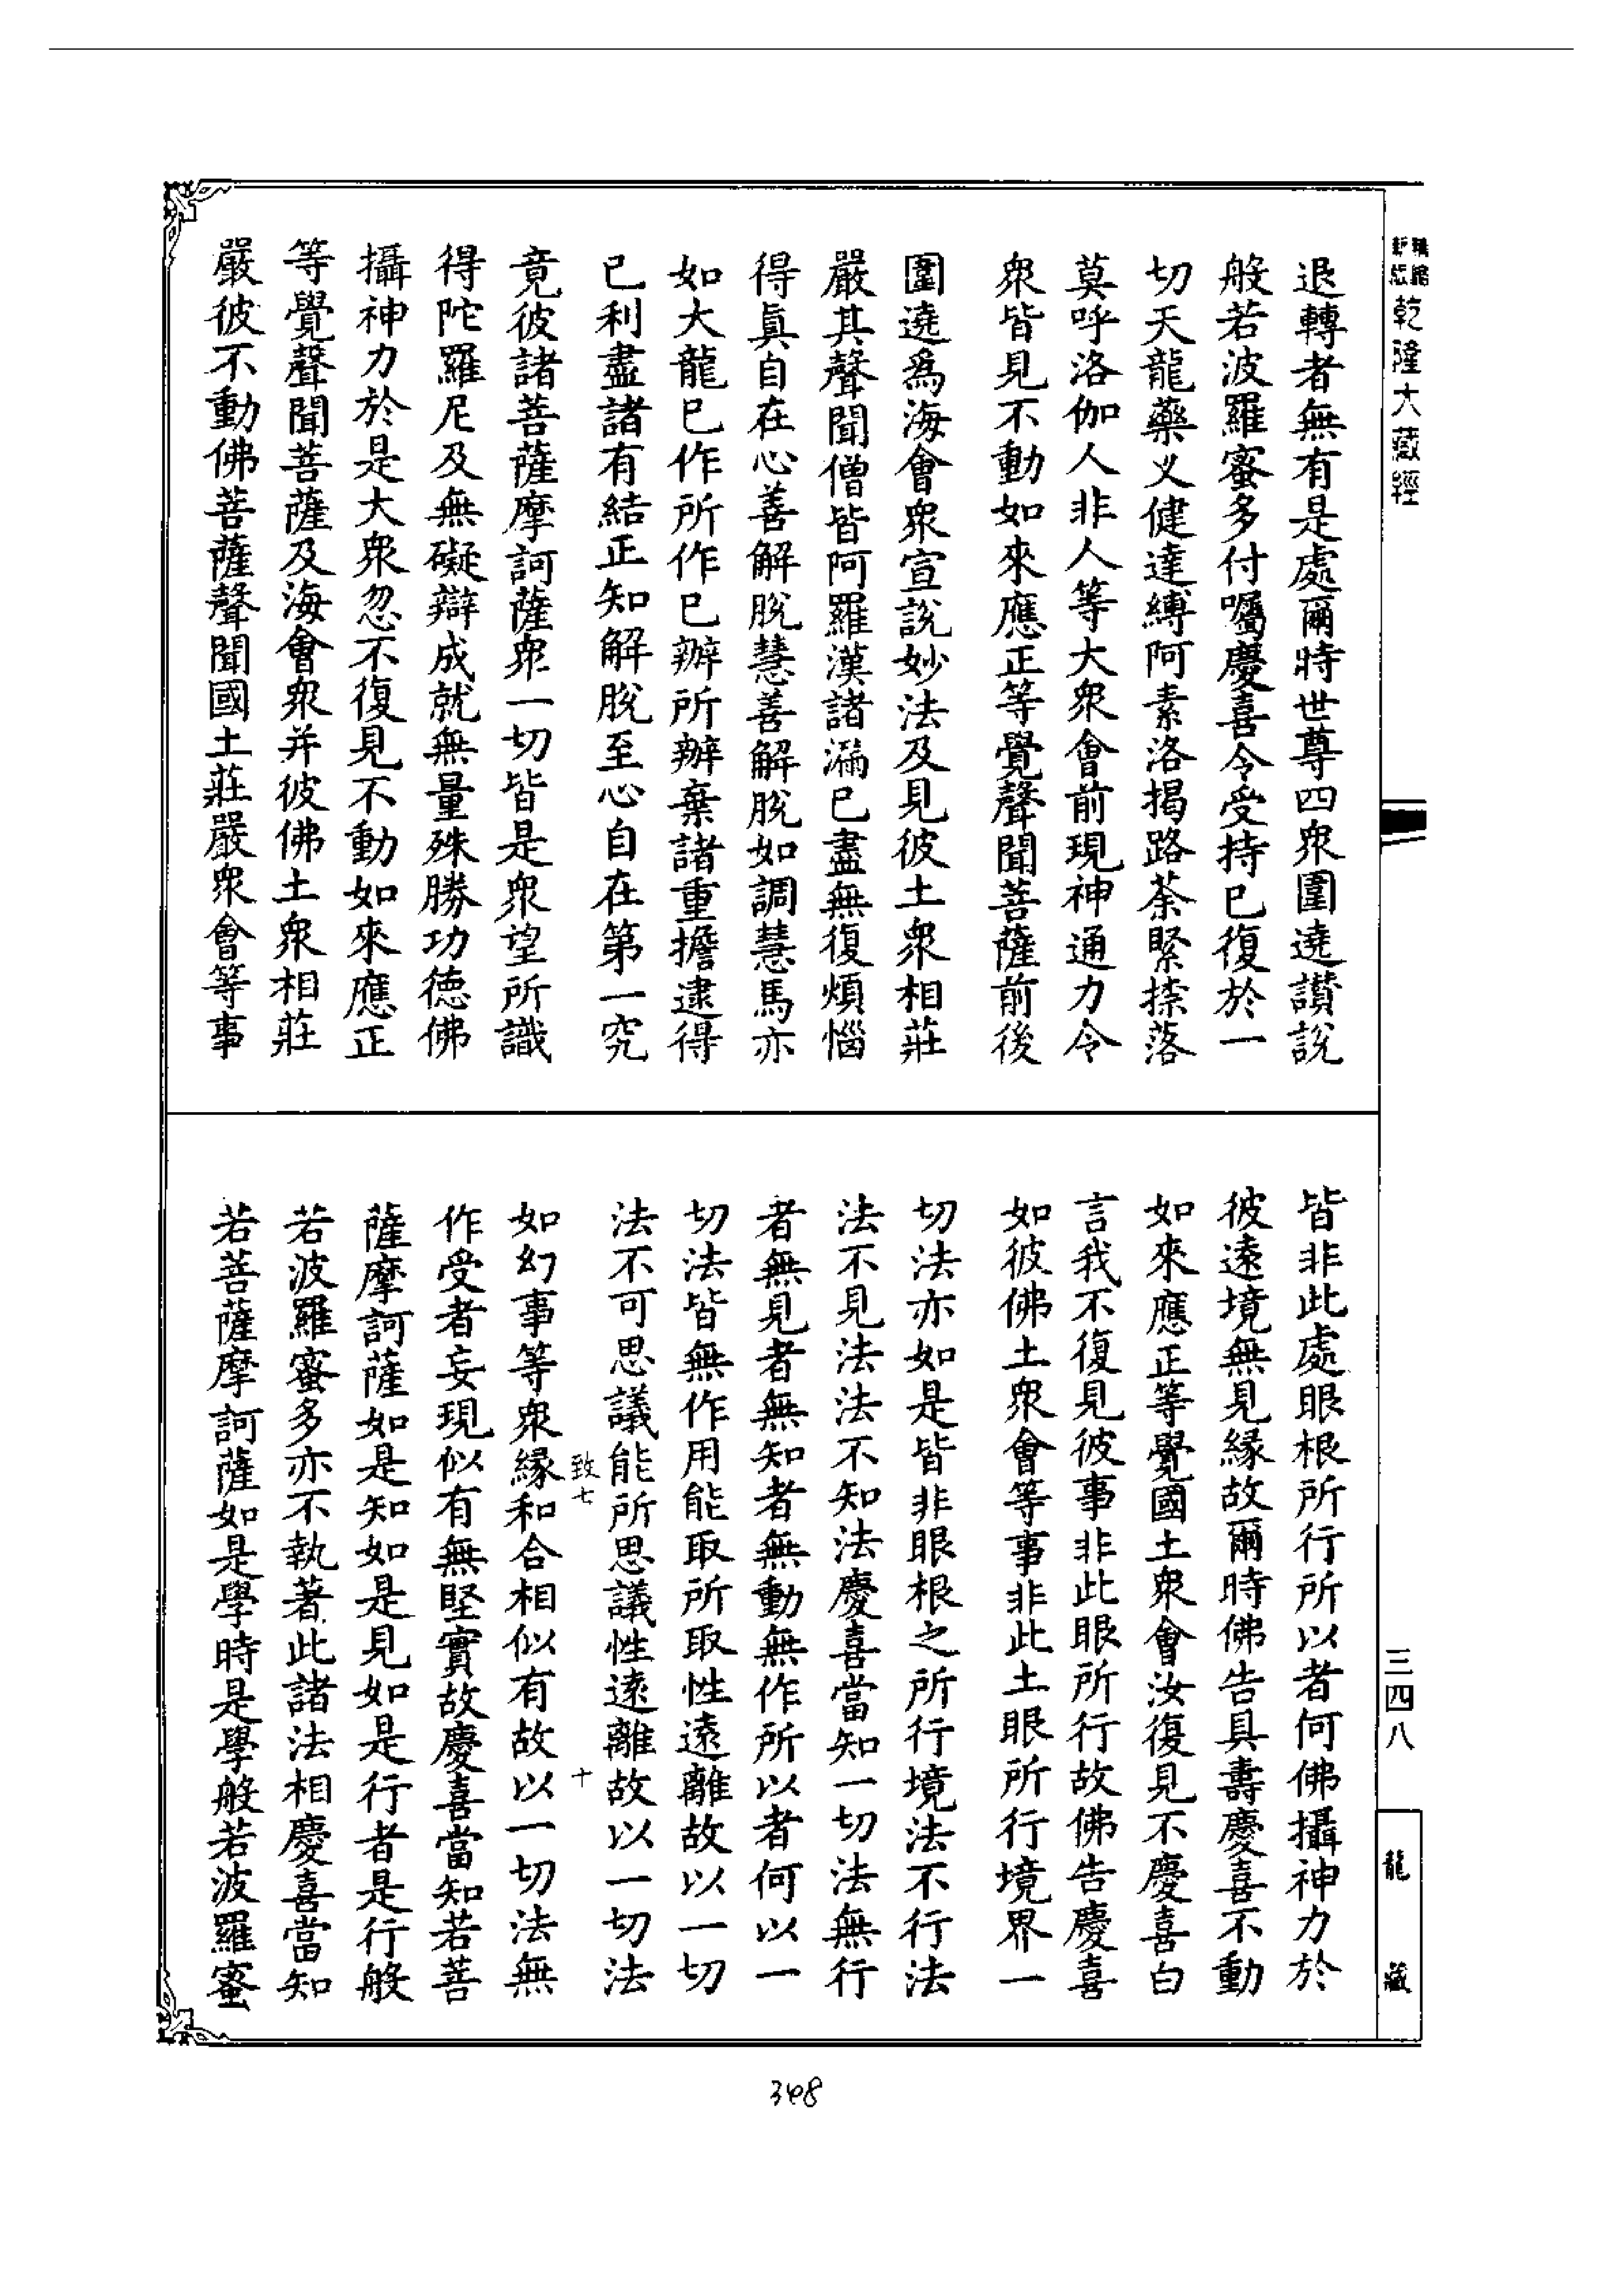 乾隆大藏經
退轉者無有是處爾時世尊四衆圍遶讃說
般若波羅蜜多付囑慶喜令受持已復於一
切天龍藥义健達縛阿素洛揭路荼緊捺落
莫呼洛伽人非人等大衆會前現神通力令
衆皆見不動如來應正等覺聲聞菩薩前後
圍遶爲海會衆宣說妙法及見彼土衆相莊
嚴其聲聞僧皆阿羅漢諸漏已盡無復煩惱
得眞自在心善解脫慧善解脫如調慧馬亦
如大龍已作所作已辦所辦棄諸重擔逮得
已利盡諸有結正知解脫至心自在第一究
竟彼諸菩薩摩訶薩衆一切皆是衆望所識
得陀羅尼及無礙辯成就無量殊勝功德佛
攝神力於是大衆忽不復見不動如來應正
等覺聲聞菩薩及海會衆并彼佛土衆相莊
嚴彼不動佛菩薩聲聞國土莊嚴衆會等事
皆非此處眼根所行所以者何佛攝神力於
彼遠境無見縁故爾時佛告具壽慶喜不動
如來應正等覺國土衆會汝復見不慶喜白
言我不復見彼事非此眼所行故佛告慶喜
如彼佛土衆會等事非此土眼所行境界一
切法亦如是皆非眼根之所行境法不行法
法不見法法不知法慶喜當知一切法無行
者無見者無知者無動無作所以者何以一
切法皆無作用能取所取性遠離故以一切
法不可思議能所思議性遠離故以一切法
致七 十
如幻事等衆緣和合相似有故以一切法無
作受者妄現似有無堅實故慶喜當知若菩
薩摩訶薩如是知如是見如是行者是行般
若波羅蜜多亦不執著此諸法相慶喜當知
若菩薩摩訶薩如是學時是學般若波羅蜜
三四八
龍藏
348